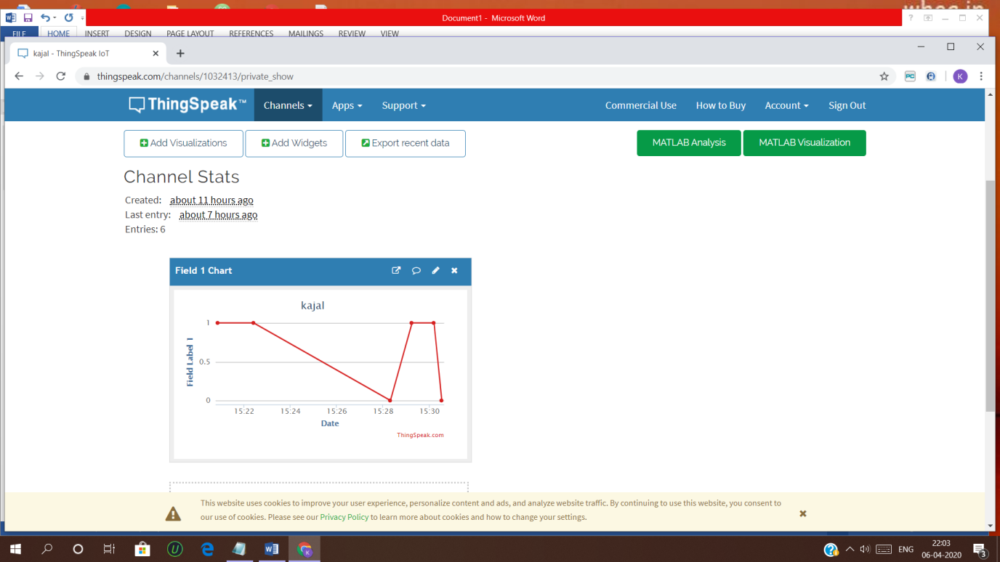 Document1 - Microsoft Word
FILE HOME INSERT DESIGN PAGE LAYOUT REFERENCES MAILINGS REVIEW VIEW
kajal - ThingSpeak IoT
thingspeak.com/channels/1032413/private_show
PC
K
ThingSpeak™ Channels Apps Support Commercial Use How to Buy Account Sign Out
Add Visualizations Add Widgets Export recent data MATLAB Analysis MATLAB Visualization
Channel Stats
Created: about 11 hours ago
Last entry: about 7 hours ago
Entries: 6
Field 1 Chart
kajal
Field Label 1
1
0.5
0
15:22 15:24 15:26 15:28 15:30
Date
ThingSpeak.com
This website uses cookies to improve your user experience, personalize content and ads, and analyze website traffic. By continuing to use this website, you consent to
our use of cookies. Please see our Privacy Policy to learn more about cookies and how to change your settings.
ENG
22:03
06-04-2020
3